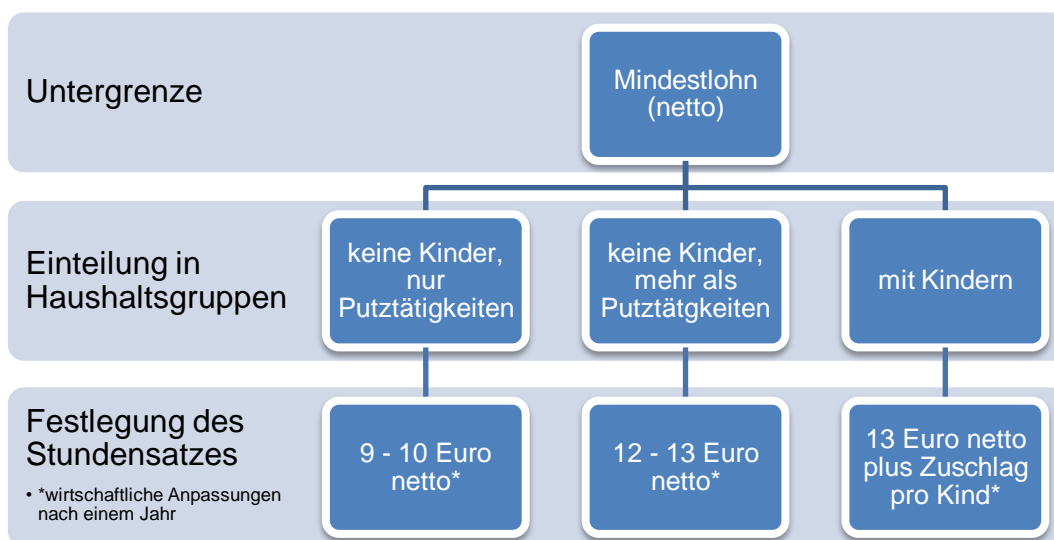 Untergrenze
Mindestlohn
(netto)
Einteilung in
Haushaltsgruppen
keine Kinder,
nur
Putztätigkeiten
keine Kinder,
mehr als
Putztätgkeiten
mit Kindern
Festlegung des
Stundensatzes
• *wirtschaftliche Anpassungen
nach einem Jahr
9 - 10 Euro
netto*
12 - 13 Euro
netto*
13 Euro netto
plus Zuschlag
pro Kind*